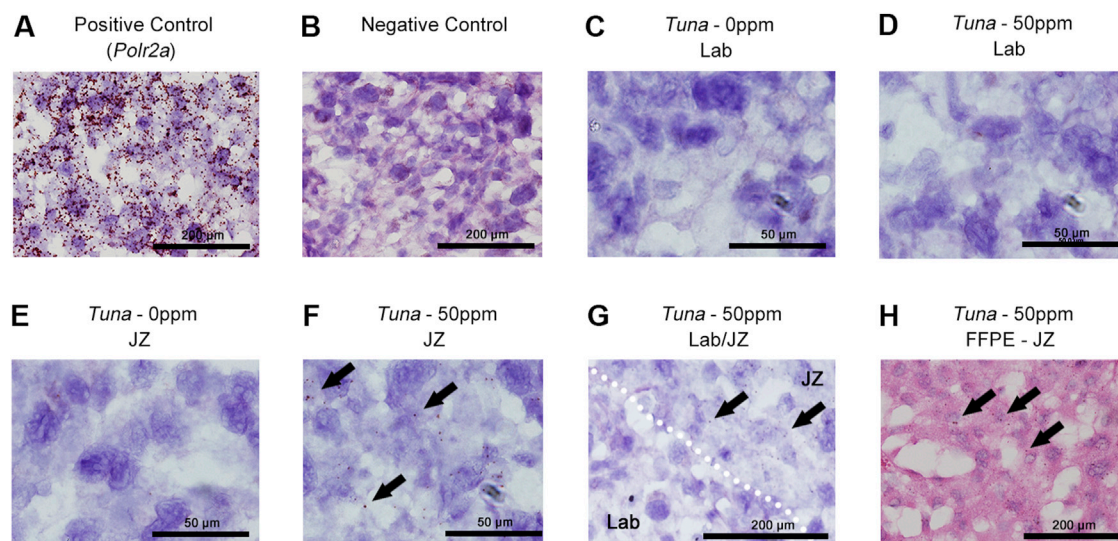 A
Positive Control
(Polr2a)
200 µm
B
Negative Control
200 µm
C
Tuna - 0ppm
Lab
50 µm
D
Tuna - 50ppm
Lab
50 µm
E
Tuna - 0ppm
JZ
50 µm
F
Tuna - 50ppm
JZ
50 µm
G
Tuna - 50ppm
Lab/JZ
JZ
Lab
200 µm
H
Tuna - 50ppm
FFPE - JZ
200 µm